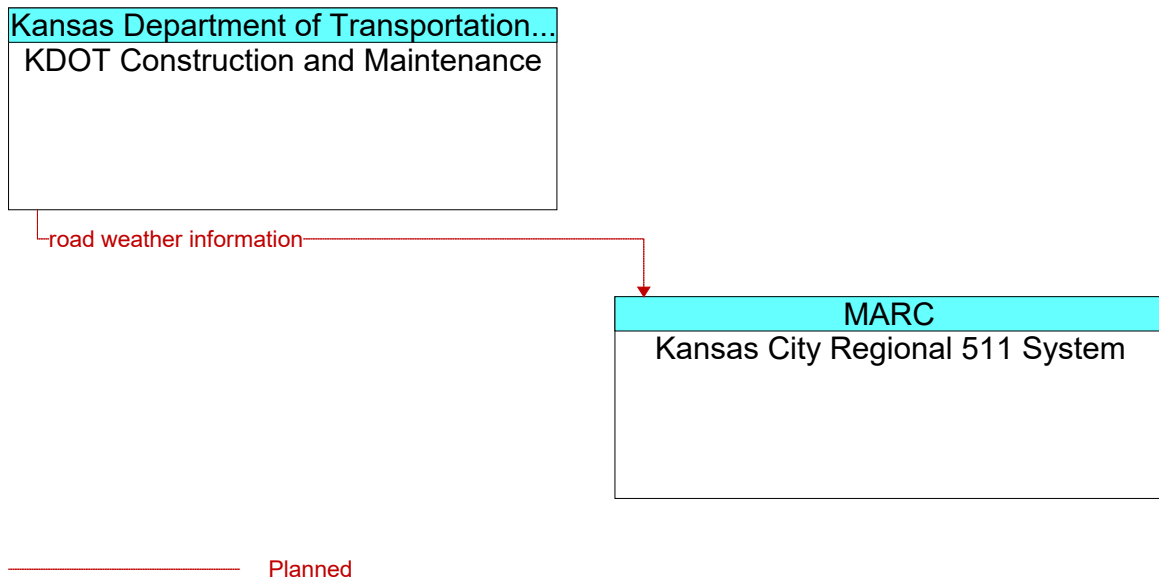 Kansas Department of Transportation...
KDOT Construction and Maintenance
road weather information
MARC
Kansas City Regional 511 System
Planned